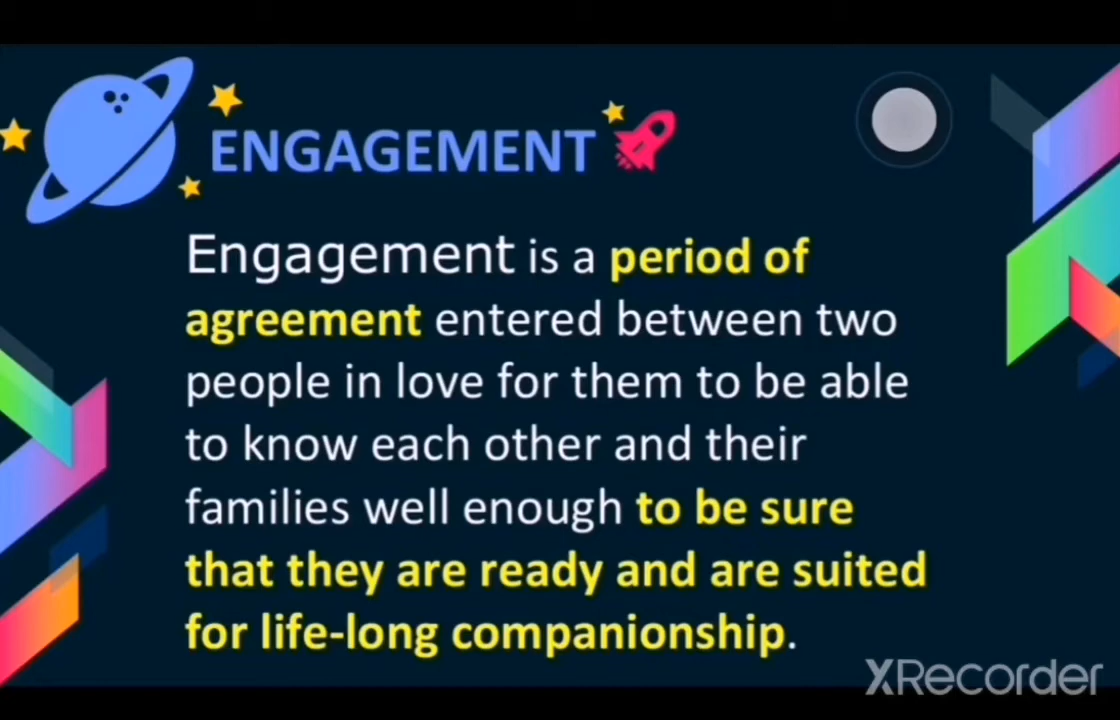 ENGAGEMENT
Engagement is a period of
agreement entered between two
people in love for them to be able
to know each other and their
families well enough to be sure
that they are ready and are suited
for life-long companionship.
XRecorder